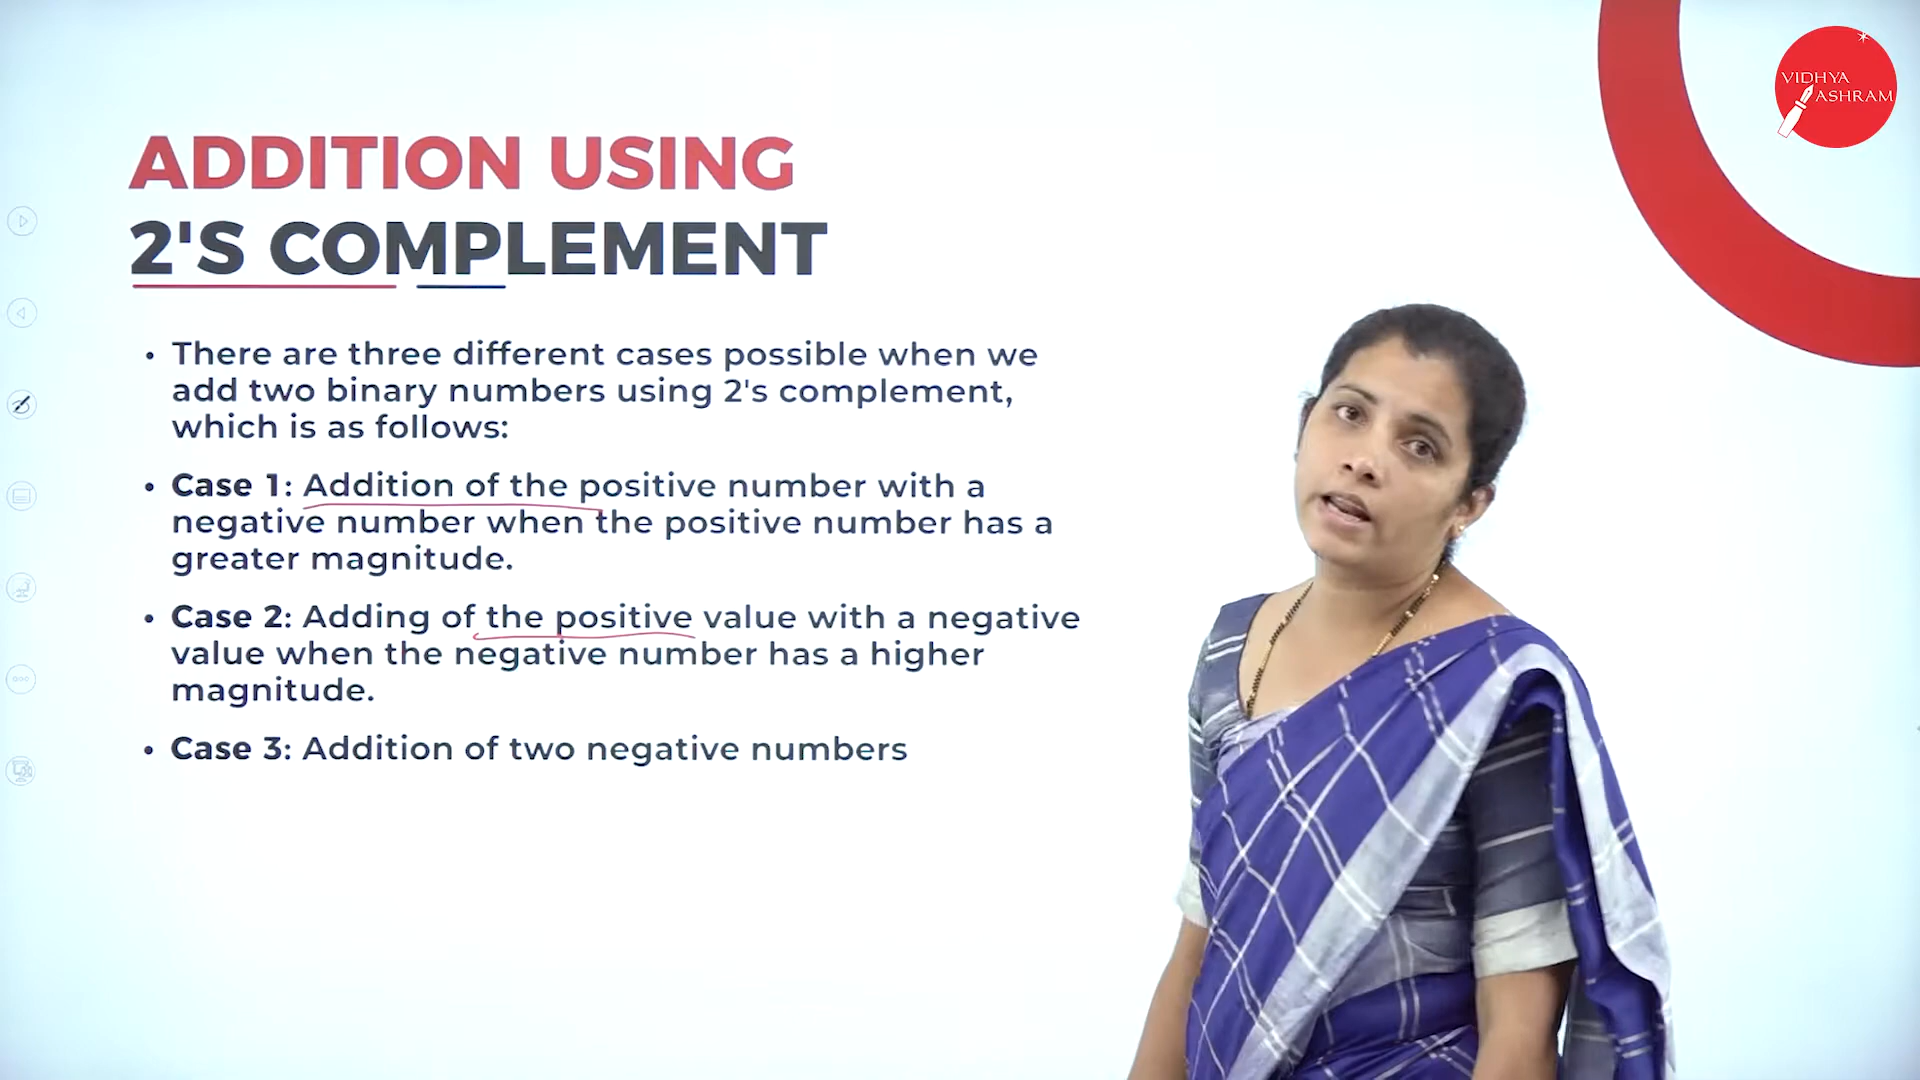 VIDHYA
ASHRAM
ADDITION USING
2'S COMPLEMENT
• There are three different cases possible when we
add two binary numbers using 2's complement,
which is as follows:
• Case 1: Addition of the positive number with a
negative number when the positive number has a
greater magnitude.
• Case 2: Adding of the positive value with a negative
value when the negative number has a higher
magnitude.
• Case 3: Addition of two negative numbers